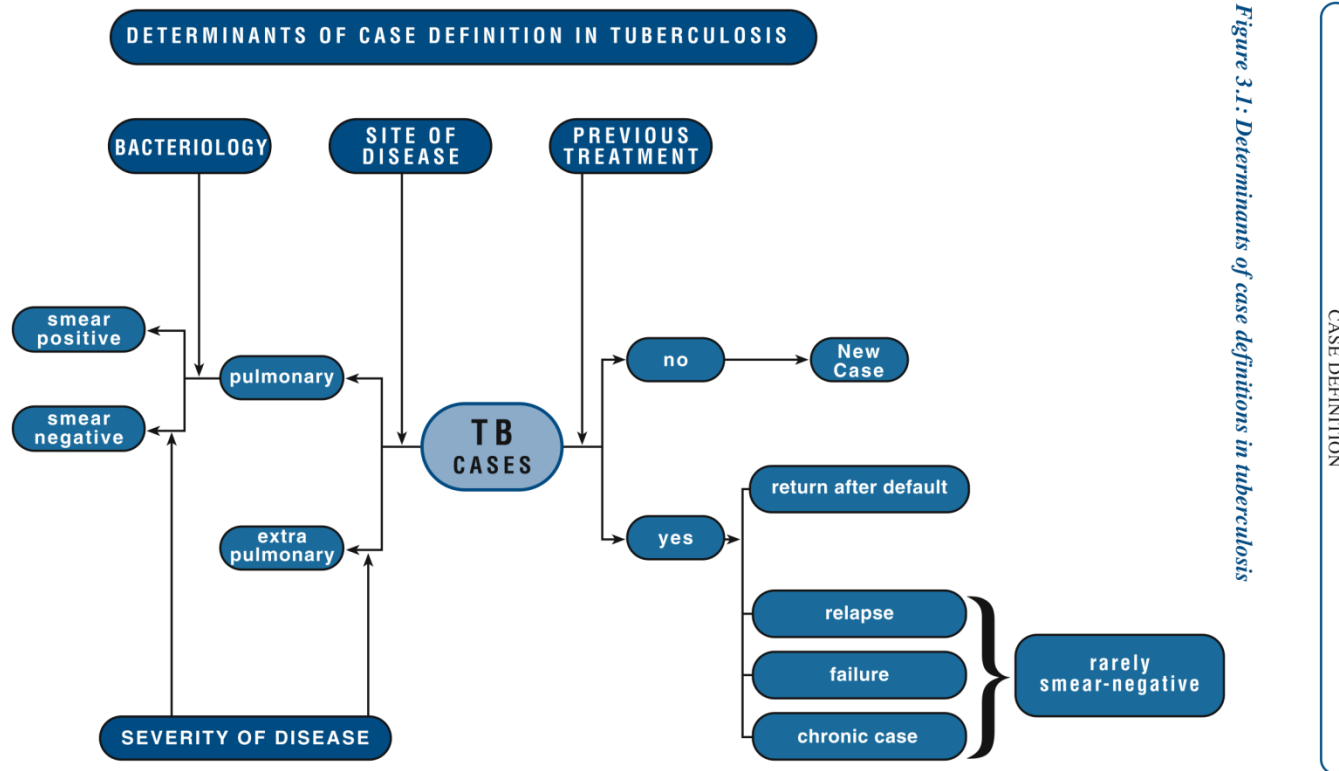 DETERMINANTS OF CASE DEFINITION IN TUBERCULOSIS
BACTERIOLOGY
SITE OF
DISEASE
PREVIOUS
TREATMENT
smear
positive
smear
negative
pulmonary
extra
pulmonary
TB
CASES
no
New
Case
yes
return after default
relapse
failure
chronic case
rarely
smear-negative
SEVERITY OF DISEASE
Figure 3.1: Determinants of case definitions in tuberculosis
CASE DEFINITION